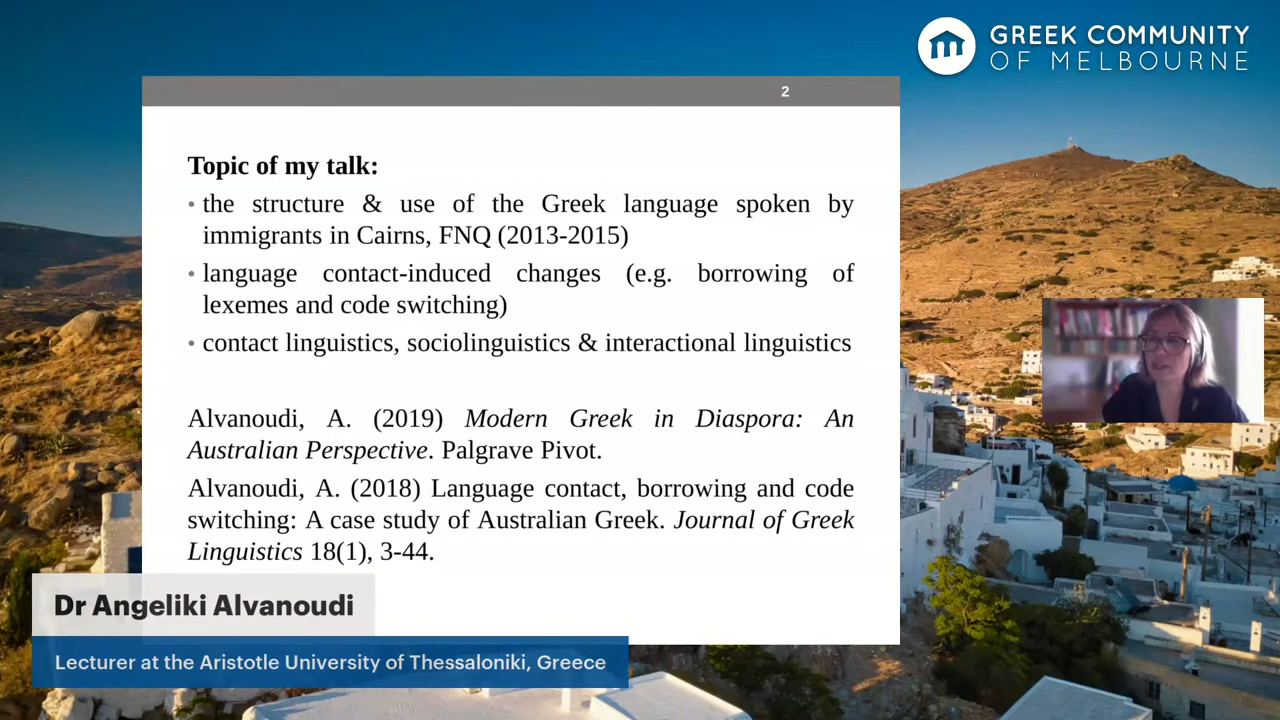 GREEK COMMUNITY
OF MELBOURNE
2
Topic of my talk:
• the structure & use of the Greek language spoken by
immigrants in Cairns, FNQ (2013-2015)
• language contact-induced changes (e.g. borrowing of
lexemes and code switching)
• contact linguistics, sociolinguistics & interactional linguistics
Alvanoudi, A. (2019) Modern Greek in Diaspora: An
Australian Perspective. Palgrave Pivot.
Alvanoudi, A. (2018) Language contact, borrowing and code
switching: A case study of Australian Greek. Journal of Greek
Linguistics 18(1), 3-44.
Dr Angeliki Alvanoudi
Lecturer at the Aristotle University of Thessaloniki, Greece